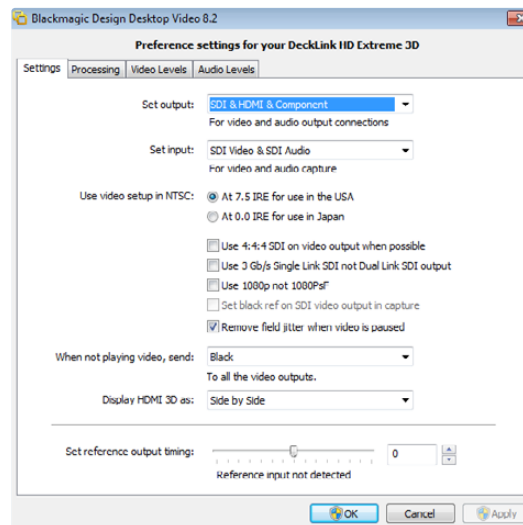 Blackmagic Design Desktop Video 8.2
Preference settings for your DeckLink HD Extreme 3D
Settings Processing Video Levels Audio Levels
Set output: SDI & HDMI & Component
For video and audio output connections
Set input: SDI Video & SDI Audio
For video and audio capture
Use video setup in NTSC: At 7.5 IRE for use in the USA
At 0.0 IRE for use in Japan
Use 4:4:4 SDI on video output when possible
Use 3 Gb/s Single Link SDI not Dual Link SDI output
Use 1080p not 1080PsF
Set black ref on SDI video output in capture
Remove field jitter when video is paused
When not playing video, send: Black
To all the video outputs.
Display HDMI 3D as: Side by Side
Set reference output timing: 0
Reference input not detected
OK Cancel Apply